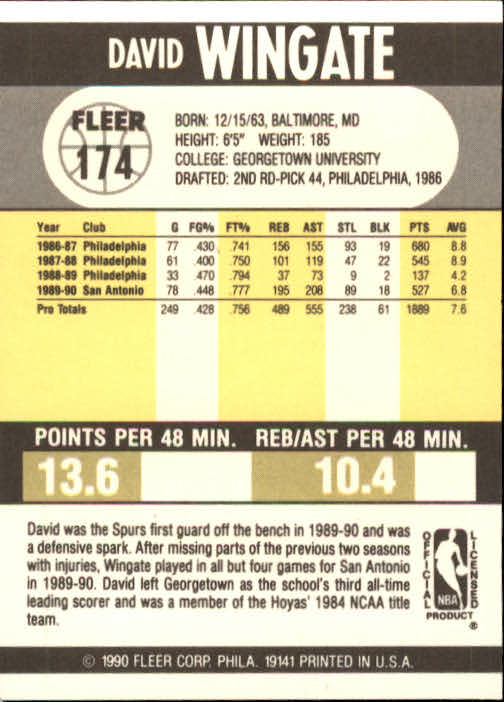 DAVID WINGATE
FLEER
174
BORN: 12/15/63, BALTIMORE, MD
HEIGHT: 6'5" WEIGHT: 185
COLLEGE: GEORGETOWN UNIVERSITY
DRAFTED: 2ND RD-PICK 44, PHILADELPHIA, 1986
Year Club G FG% FT% REB AST STL BLK PTS AVG
1986-87 Philadelphia 77 .430 .741 156 155 93 19 680 8.8
1987-88 Philadelphia 61 .400 .750 101 119 47 22 545 8.9
1988-89 Philadelphia 33 .470 .794 37 73 9 2 137 4.2
1989-90 San Antonio 78 .448 .777 195 208 89 18 527 6.8
Pro Totals 249 .428 .756 489 555 238 61 1889 7.6
POINTS PER 48 MIN. REB/AST PER 48 MIN.
13.6 10.4
David was the Spurs first guard off the bench in 1989-90 and was
a defensive spark. After missing parts of the previous two seasons
with injuries, Wingate played in all but four games for San Antonio
in 1989-90. David left Georgetown as the school's third all-time
leading scorer and was a member of the Hoyas' 1984 NCAA title
team.
OFFICIAL LICENSED
NBA
PRODUCT ®
© 1990 FLEER CORP. PHILA. 19141 PRINTED IN U.S.A.